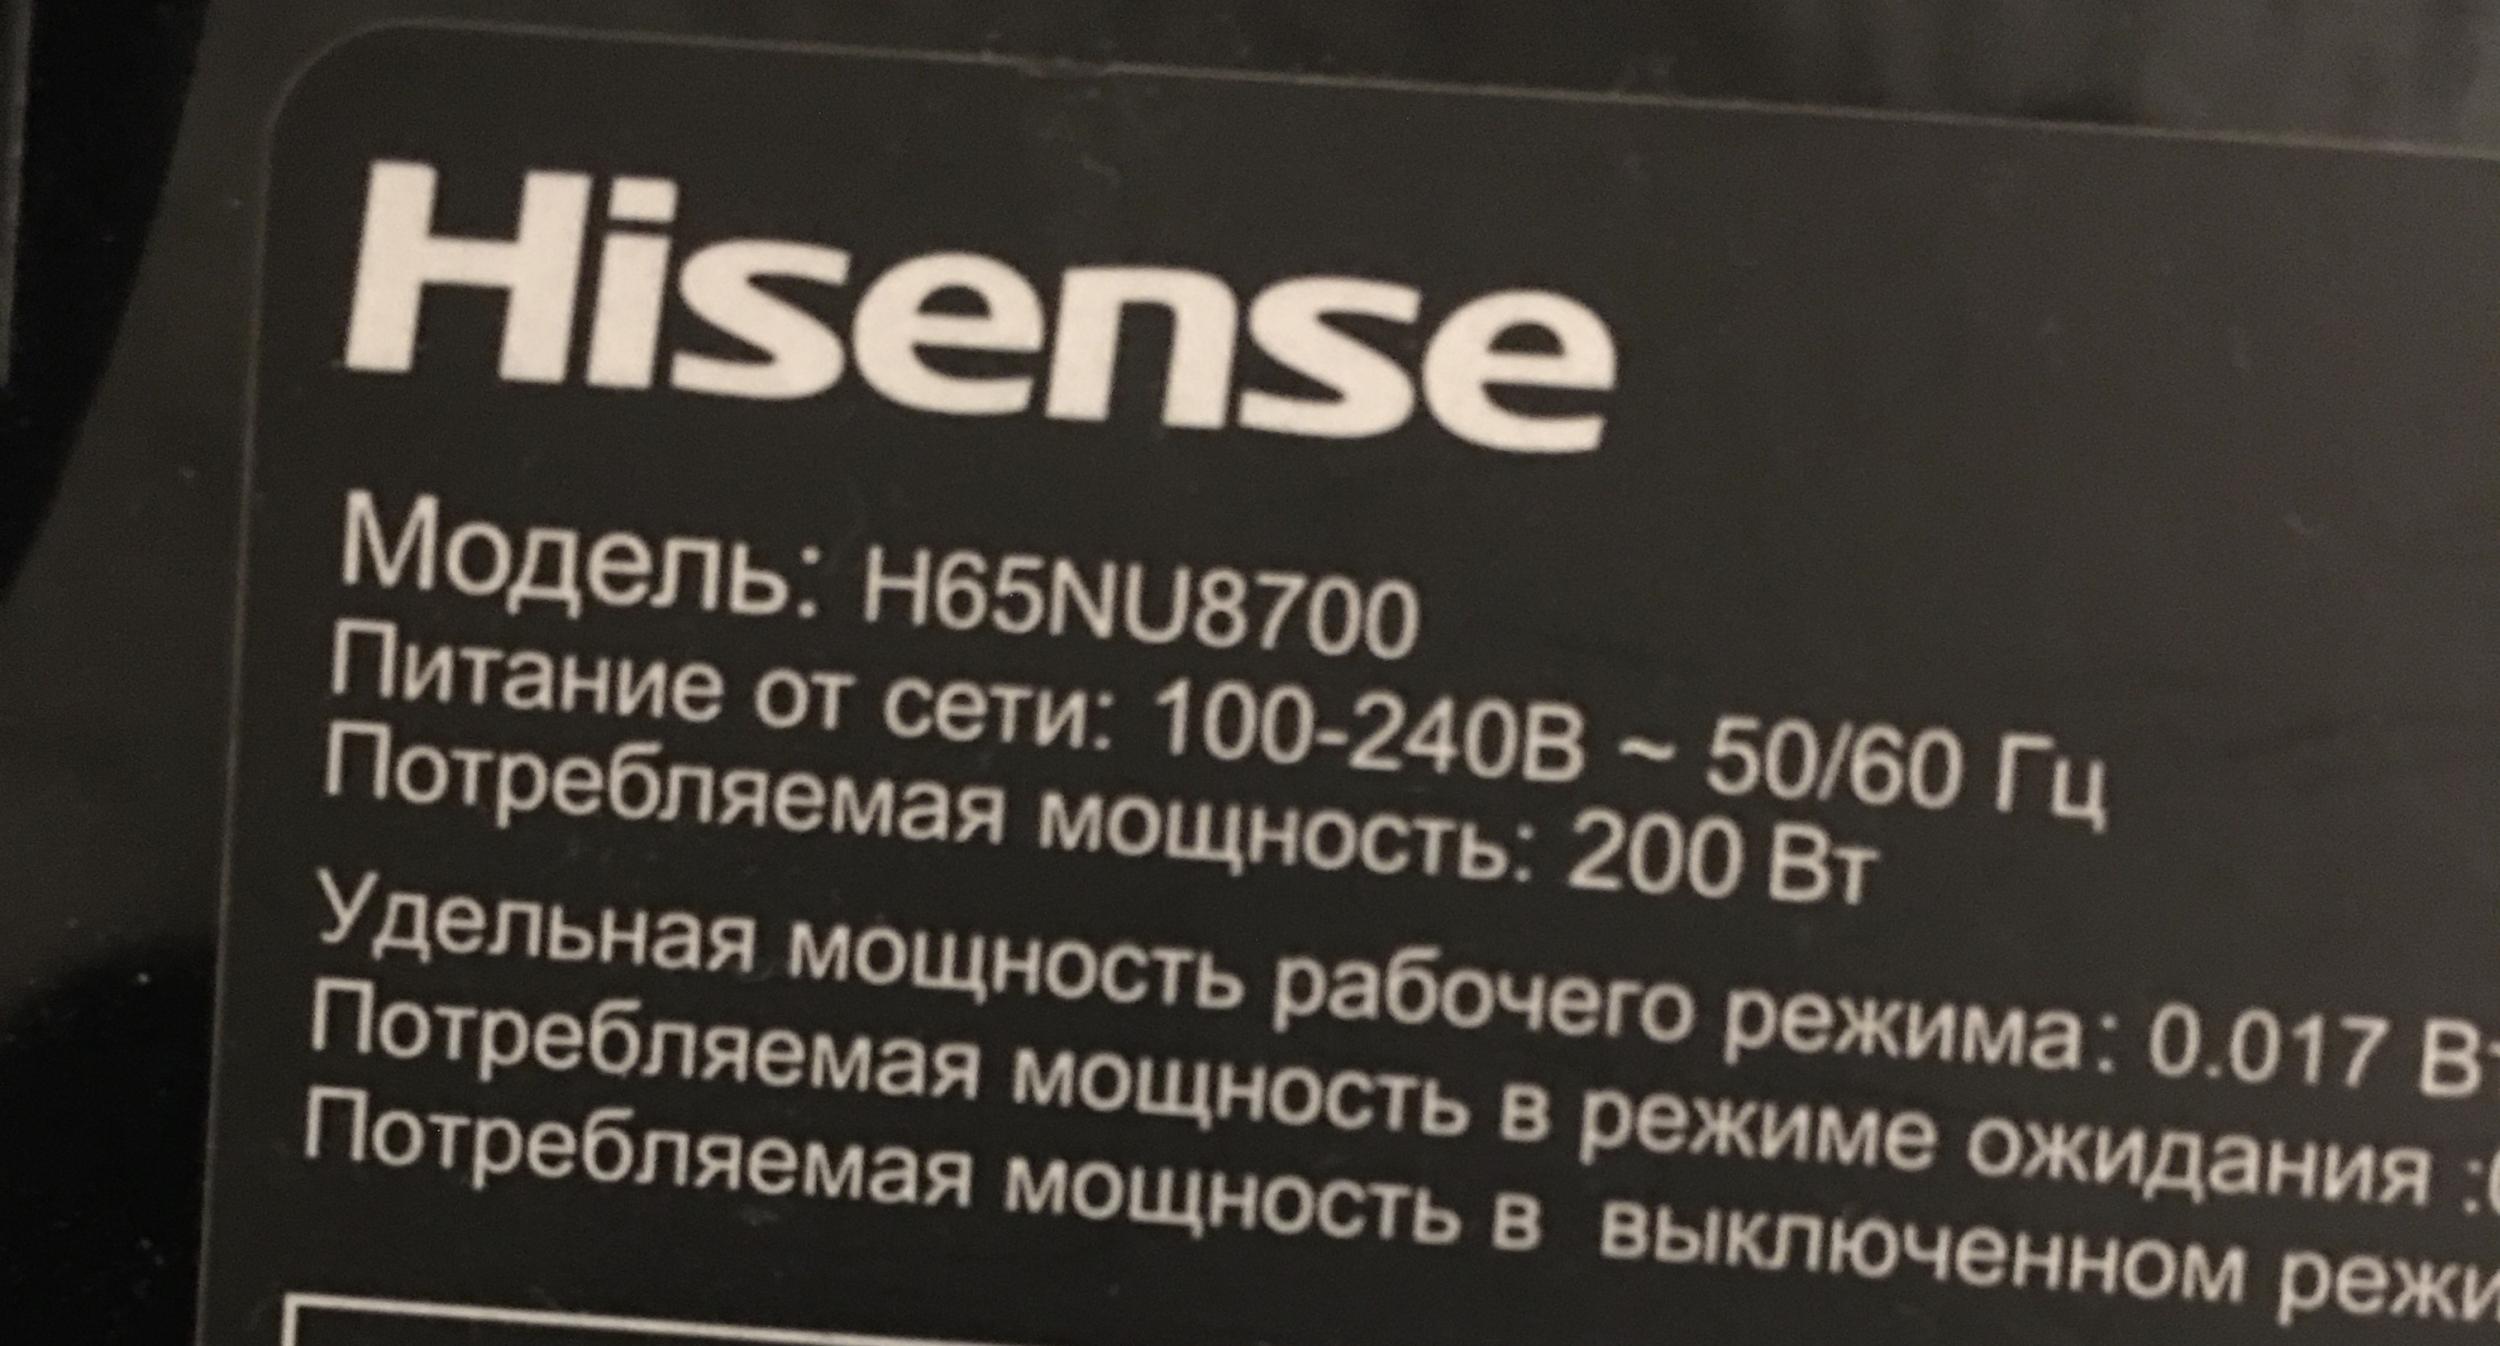 Hisense
Модель: H65NU8700
Питание от сети: 100-240В ~ 50/60 Гц
Потребляемая мощность: 200 Вт
Удельная мощность рабочего режима: 0.017
Потребляемая мощность в режиме ожидания :
Потребляемая мощность в выключенном